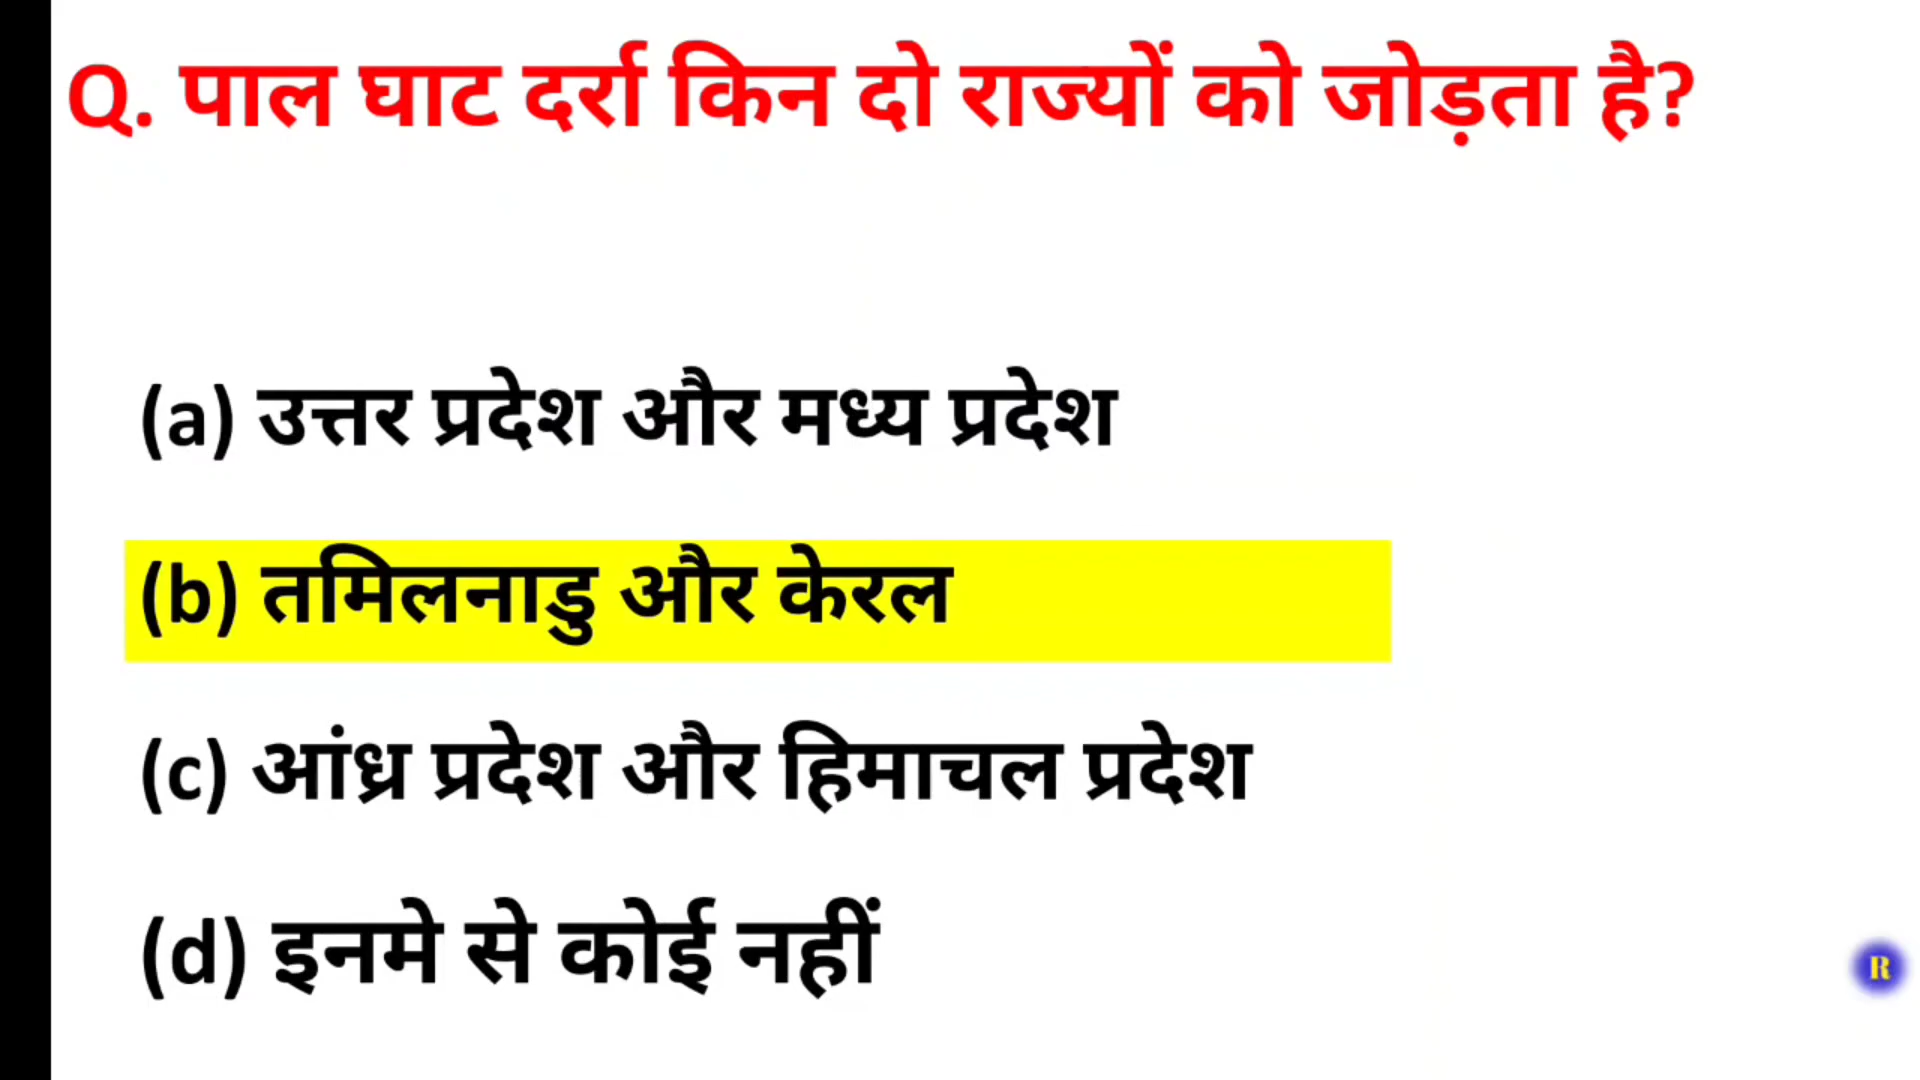 Q. पाल घाट दर्रा किन दो राज्यों को जोड़ता है?
(a) उत्तर प्रदेश और मध्य प्रदेश
(b) तमिलनाडु और केरल
(c) आंध्र प्रदेश और हिमाचल प्रदेश
(d) इनमे से कोई नहीं
R